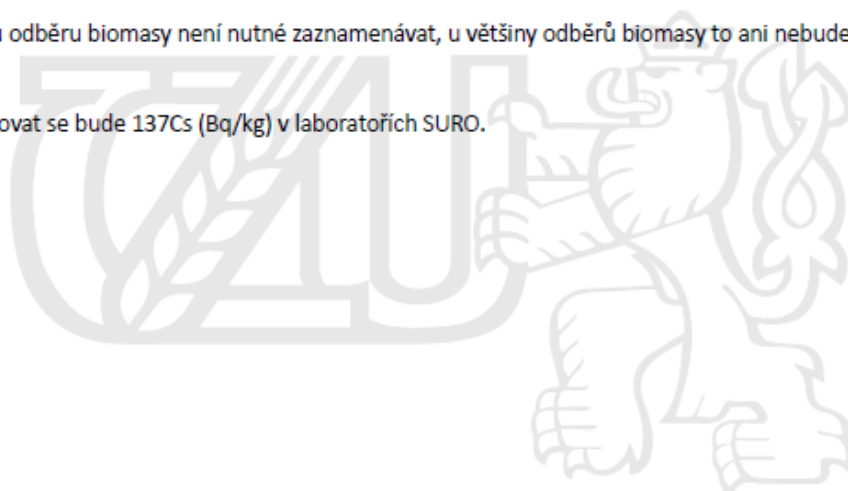 odběru biomasy není nutné zaznamenávat, u většiny odběrů biomasy to ani nebude
ovat se bude 137Cs (Bq/kg) v laboratořích SURO.
ČZU